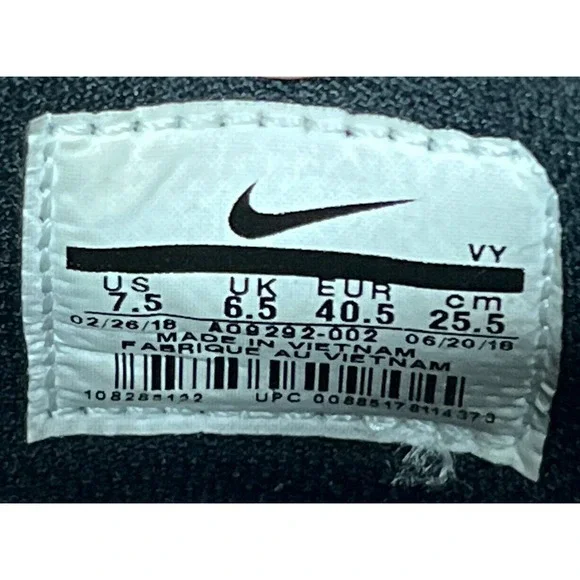 VY
US UK EUR cm
7.5 6.5 40.5 25.5
02/26/18 AO9292-002 06/20/18
MADE IN VIETNAM
FABRIQUE AU VIETNAM
UPC 00885178114373